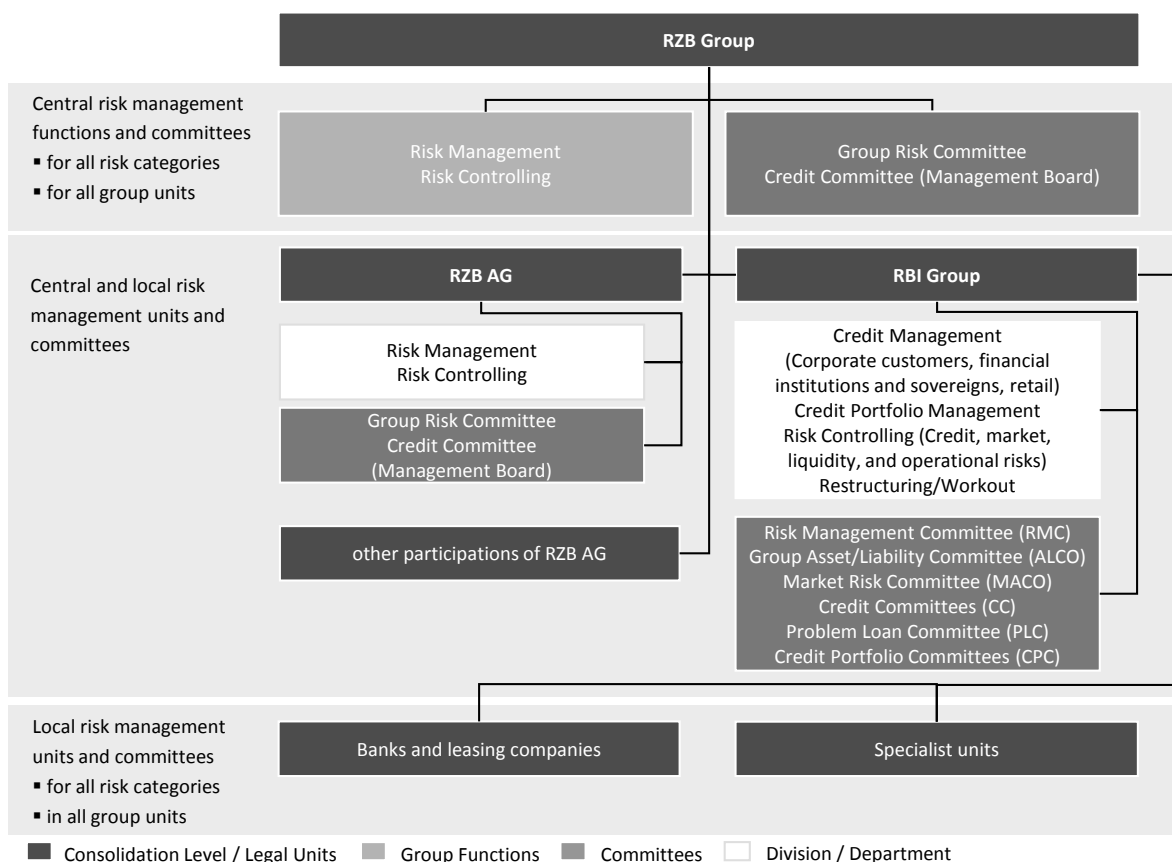 RZB Group
Central risk management
functions and committees
▪ for all risk categories
▪ for all group units
Risk Management
Risk Controlling
Group Risk Committee
Credit Committee (Management Board)
Central and local risk
management units and
committees
RZB AG
RBI Group
Risk Management
Risk Controlling
Group Risk Committee
Credit Committee
(Management Board)
other participations of RZB AG
Credit Management
(Corporate customers, financial
institutions and sovereigns, retail)
Credit Portfolio Management
Risk Controlling (Credit, market,
liquidity, and operational risks)
Restructuring/Workout
Risk Management Committee (RMC)
Group Asset/Liability Committee (ALCO)
Market Risk Committee (MACO)
Credit Committees (CC)
Problem Loan Committee (PLC)
Credit Portfolio Committees (CPC)
Local risk management
units and committees
▪ for all risk categories
▪ in all group units
Banks and leasing companies
Specialist units
Consolidation Level / Legal Units
Group Functions
Committees
Division / Department